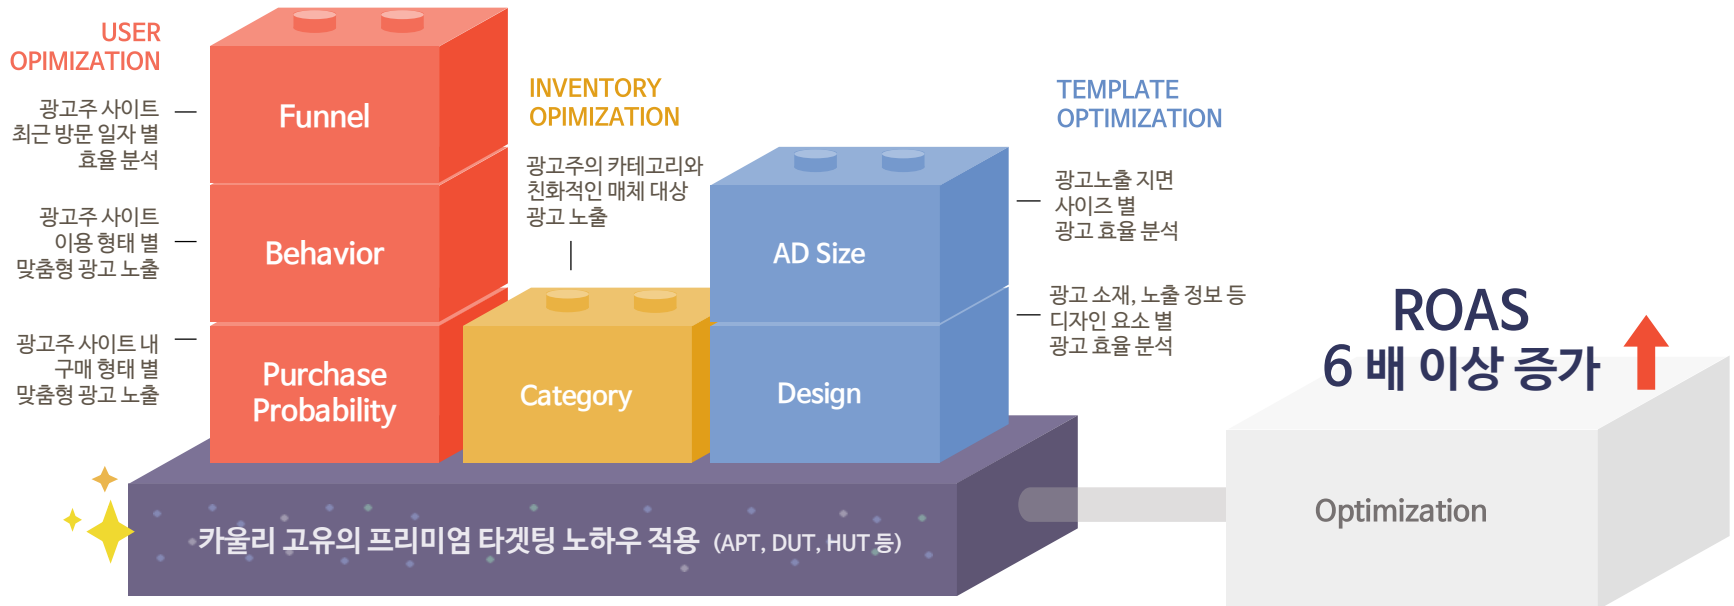 USER
OPIMIZATION
광고주 사이트
최근 방문 일자 별
효율 분석
광고주 사이트
이용 형태 별
맞춤형 광고 노출
광고주 사이트 내
구매 형태 별
맞춤형 광고 노출
Funnel
Behavior
Purchase
Probability
INVENTORY
OPIMIZATION
광고주의 카테고리와
친화적인 매체 대상
광고 노출
Category
TEMPLATE
OPTIMIZATION
AD Size
Design
광고노출 지면
사이즈 별
광고 효율 분석
광고 소재, 노출 정보 등
디자인 요소 별
광고 효율 분석
카울리 고유의 프리미엄 타겟팅 노하우 적용 (APT, DUT, HUT 등)
ROAS
6 배 이상 증가
Optimization